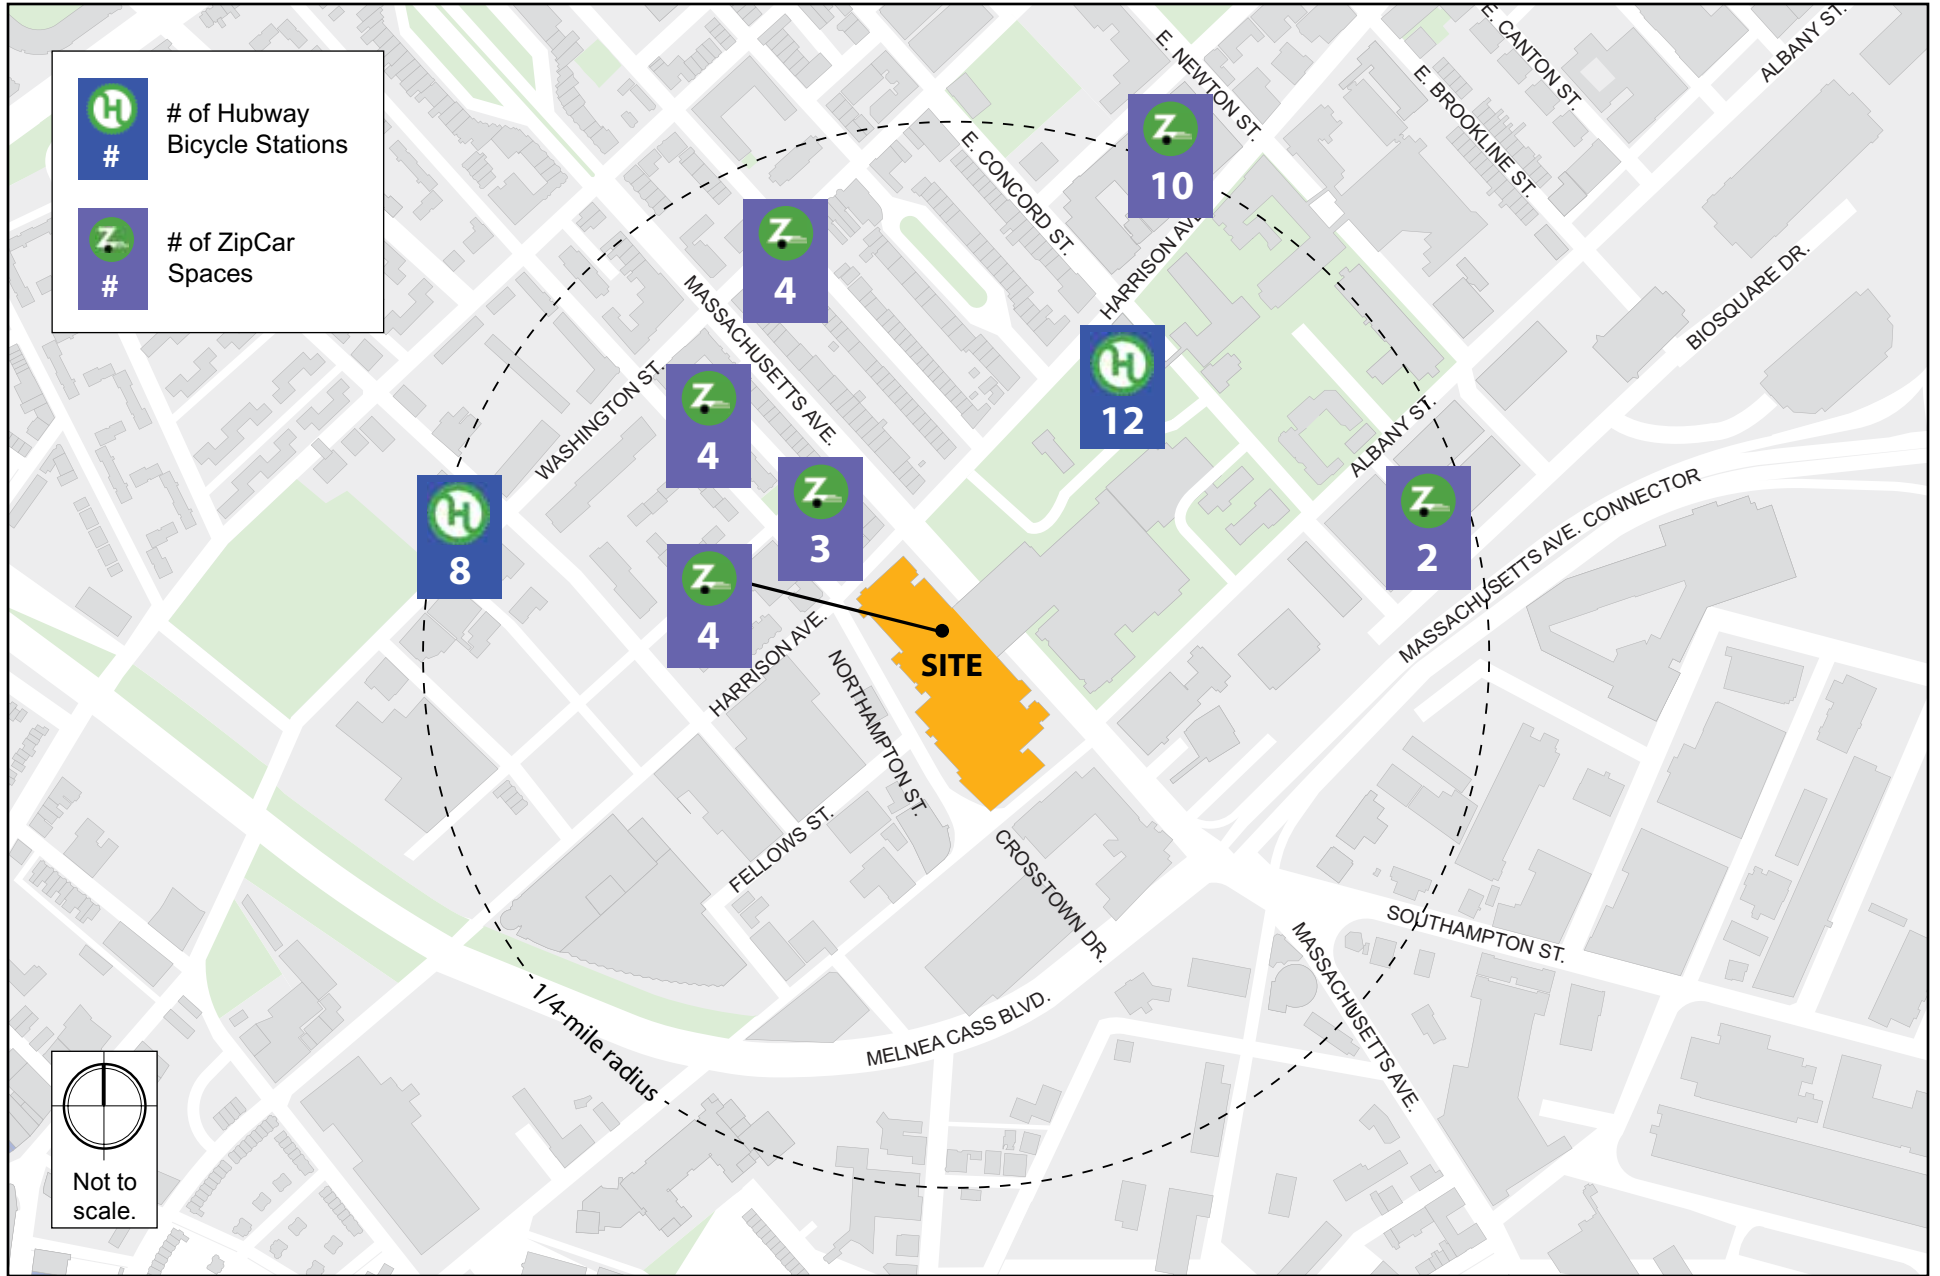 # of Hubway
Bicycle Stations
#
# of ZipCar
Spaces
#
E. CANTON ST.
ALBANY ST.
E. NEWTON ST.
E. BROOKLINE ST.
E. CONCORD ST.
10
HARRISON AVE.
4
MASSACHUSETTS AVE.
BIOSQUARE DR.
WASHINGTON ST.
12
4
ALBANY ST.
3
8
2
MASSACHUSETTS AVE. CONNECTOR
4
HARRISON AVE.
SITE
NORTHAMPTON ST.
FELLOWS ST.
CROSSTOWN DR.
SOUTHAMPTON ST.
MASSACHUSETTS AVE.
1/4-mile radius
MELNEA CASS BLVD.
Not to
scale.